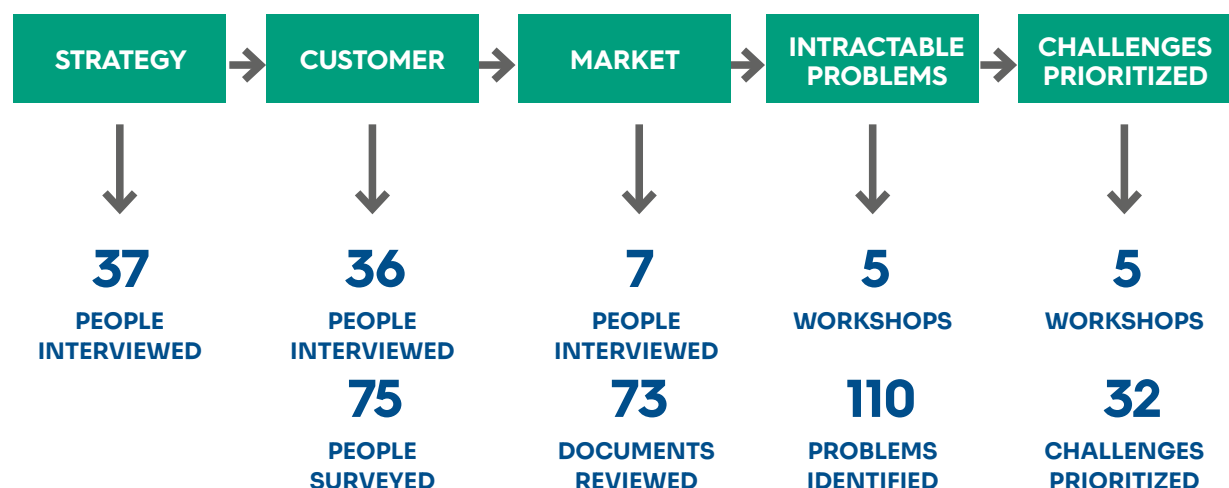 STRATEGY
CUSTOMER
MARKET
INTRACTABLE
PROBLEMS
CHALLENGES
PRIORITIZED
37
PEOPLE
INTERVIEWED
36
PEOPLE
INTERVIEWED
75
PEOPLE
SURVEYED
7
PEOPLE
INTERVIEWED
73
DOCUMENTS
REVIEWED
5
WORKSHOPS
110
PROBLEMS
IDENTIFIED
5
WORKSHOPS
32
CHALLENGES
PRIORITIZED